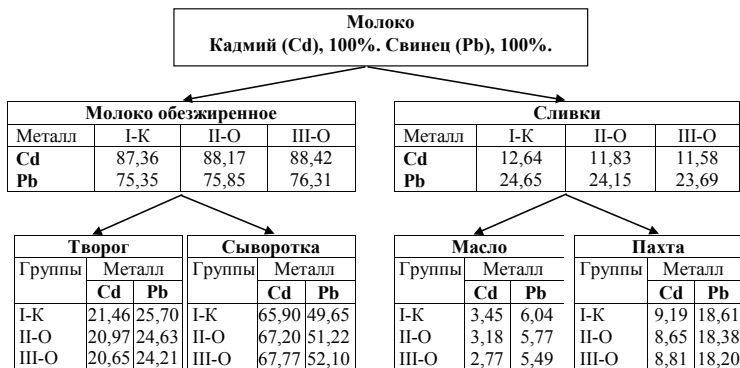 Молоко
Кадмий (Cd), 100%. Свинец (Pb), 100%.
Молоко обезжиренное
Металл I-К II-О III-О
Cd 87,36 88,17 88,42
Pb 75,35 75,85 76,31
Сливки
Металл I-К II-О III-О
Cd 12,64 11,83 11,58
Pb 24,65 24,15 23,69
Творог
Группы Металл
Cd Pb
I-К 21,46 25,70
II-О 20,97 24,63
III-О 20,65 24,21
Сыворотка
Группы Металл
Cd Pb
I-К 65,90 49,65
II-О 67,20 51,22
III-О 67,77 52,10
Масло
Группы Металл
Cd Pb
I-К 3,45 6,04
II-О 3,18 5,77
III-О 2,77 5,49
Пахта
Группы Металл
Cd Pb
I-К 9,19 18,61
II-О 8,65 18,38
III-О 8,81 18,20